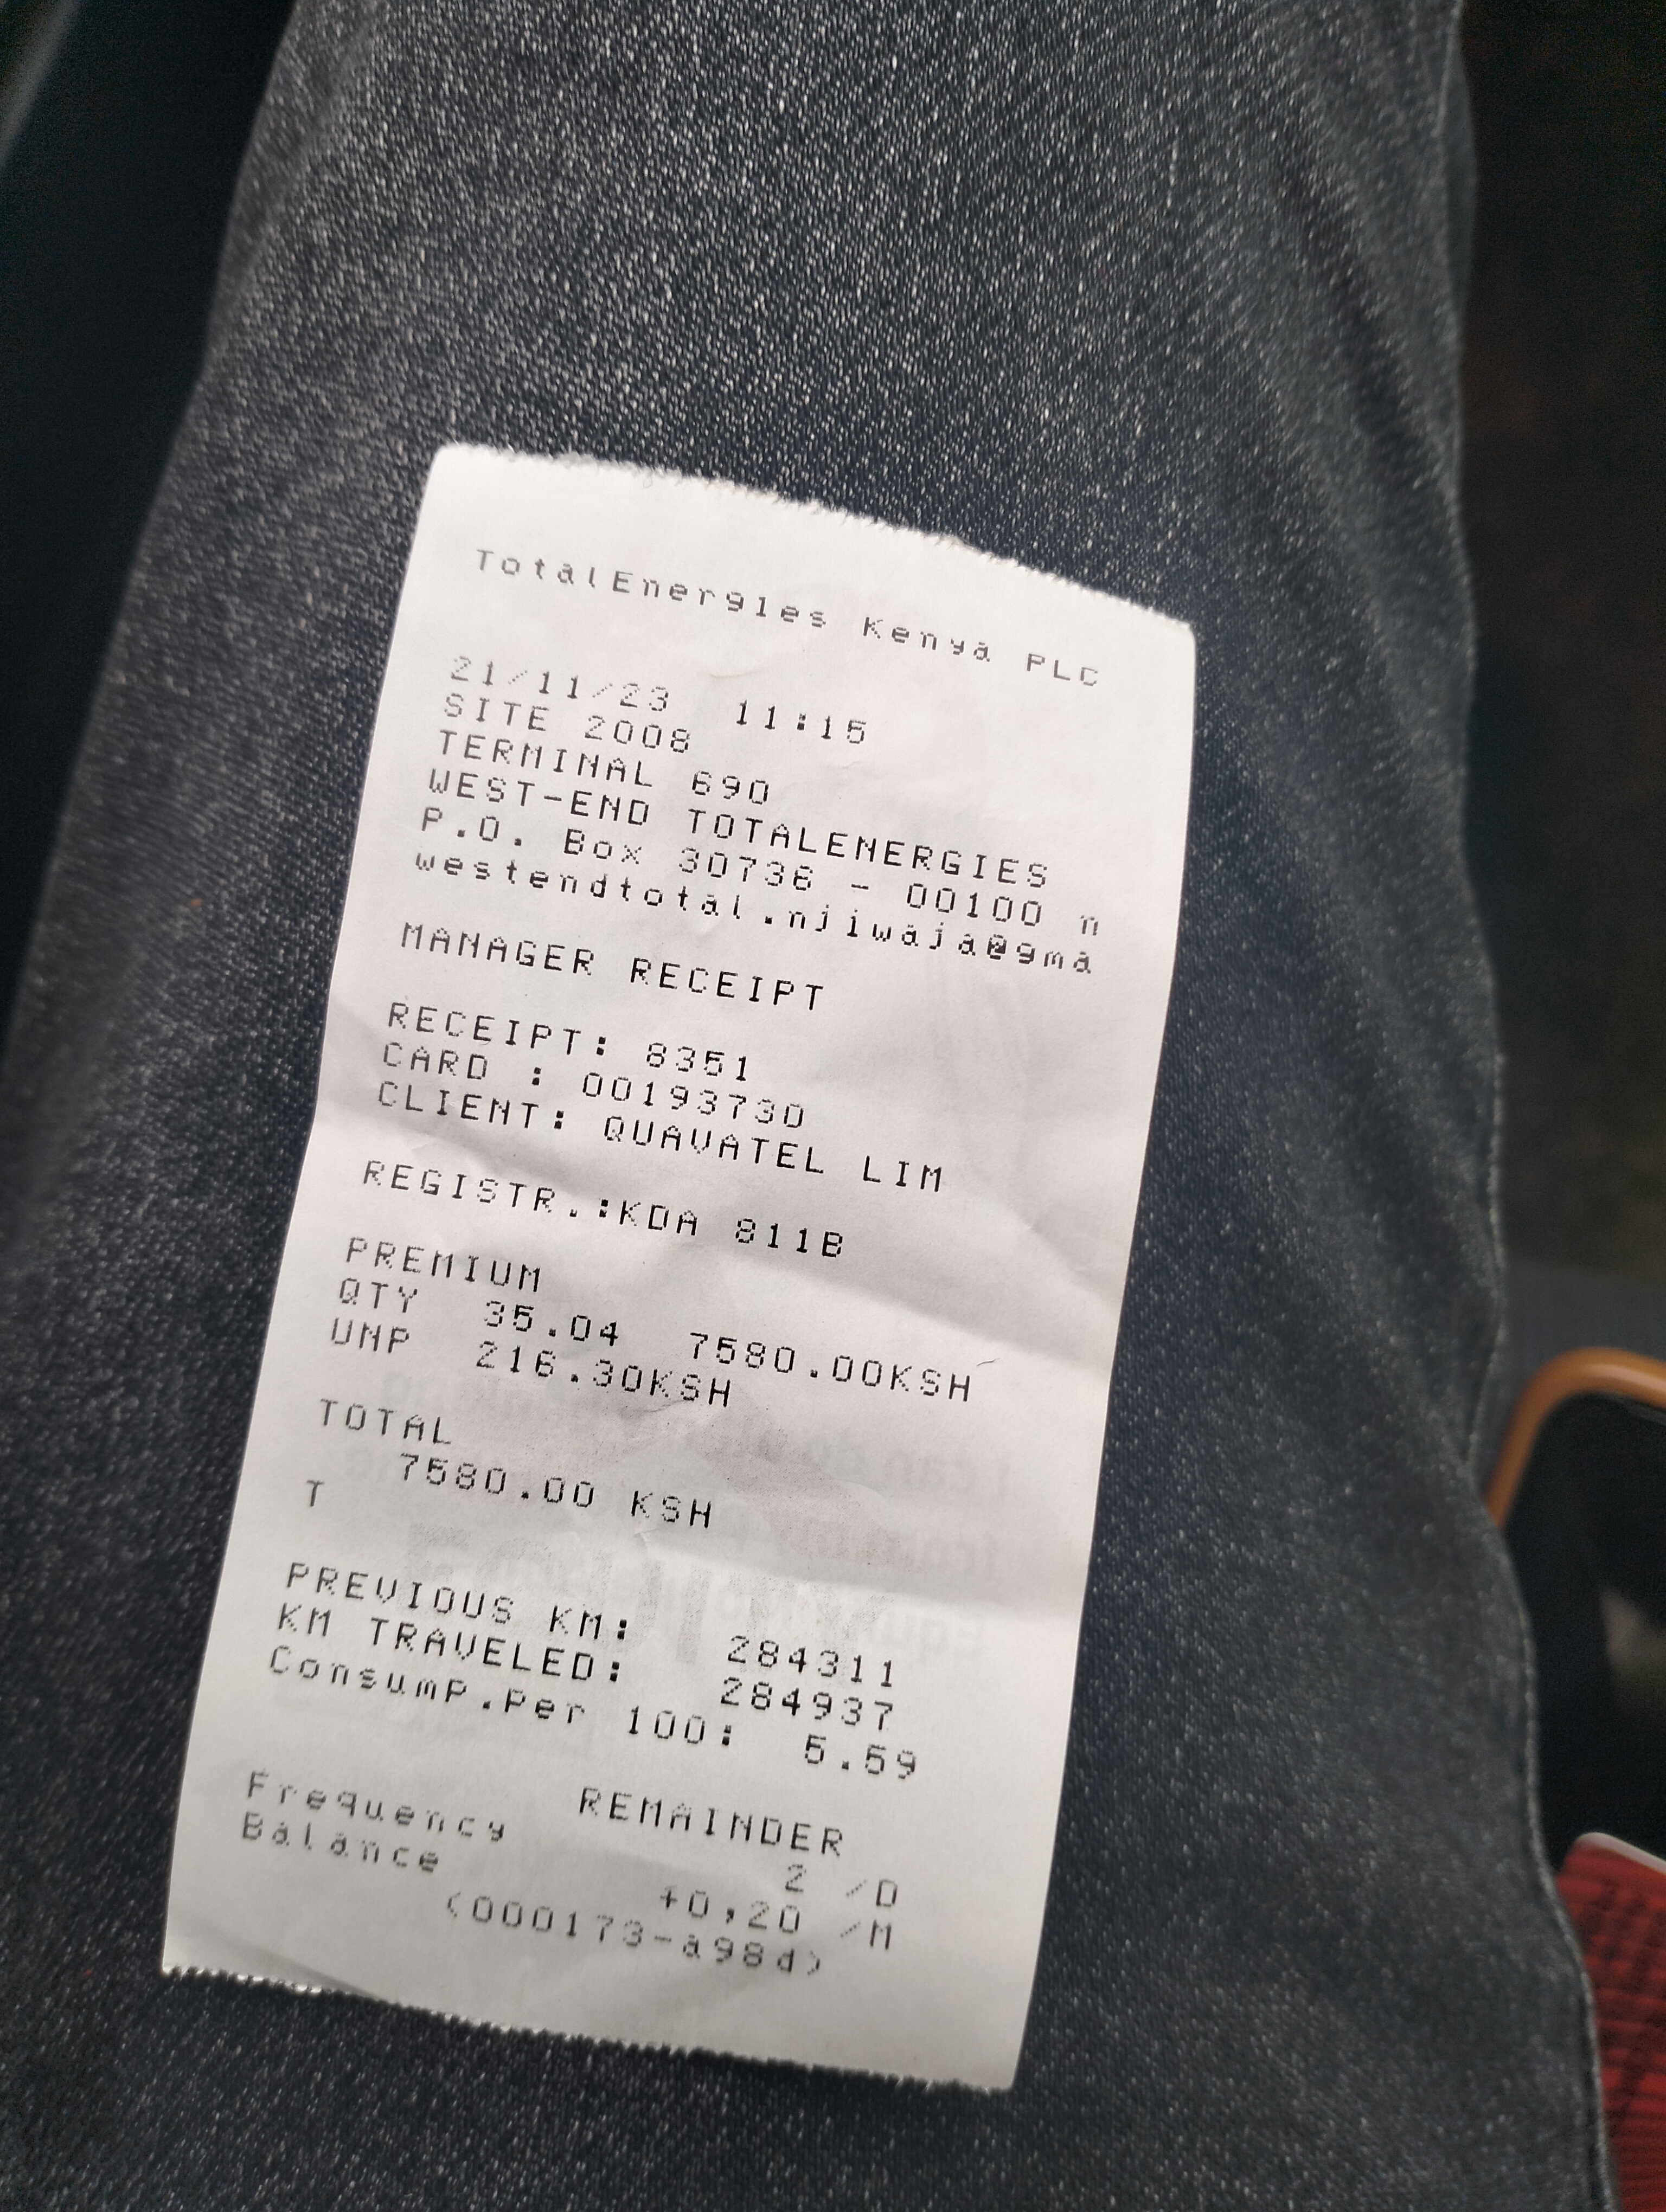 TotalEnergies Kenya PLC
21/11/23 11:15
SITE 2008
TERMINAL 690
WEST-END TOTALENERGIES
P.O. Box 30736 - 00100 n
westendtotal.njiwaja@gma
MANAGER RECEIPT
RECEIPT: 8351
CARD : 00193730
CLIENT: QUAVATEL LIM
REGISTR.:KDA 811B
PREMIUM
QTY 35.04 7580.00KSH
UNP 216.30KSH
TOTAL
7580.00 KSH
T
PREVIOUS KM: 284311
KM TRAVELED: 284937
Consump.Per 100: 5.59
REMAINDER
Frequency 2 /D
Balance +0,20 /M
(000173-a98d)